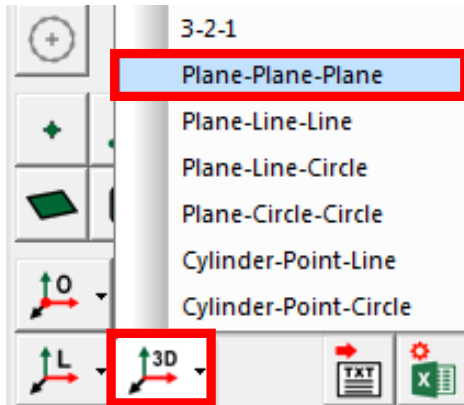 3-2-1
Plane-Plane-Plane
Plane-Line-Line
Plane-Line-Circle
Plane-Circle-Circle
Cylinder-Point-Line
Cylinder-Point-Circle
O
L
3D
TXT
X